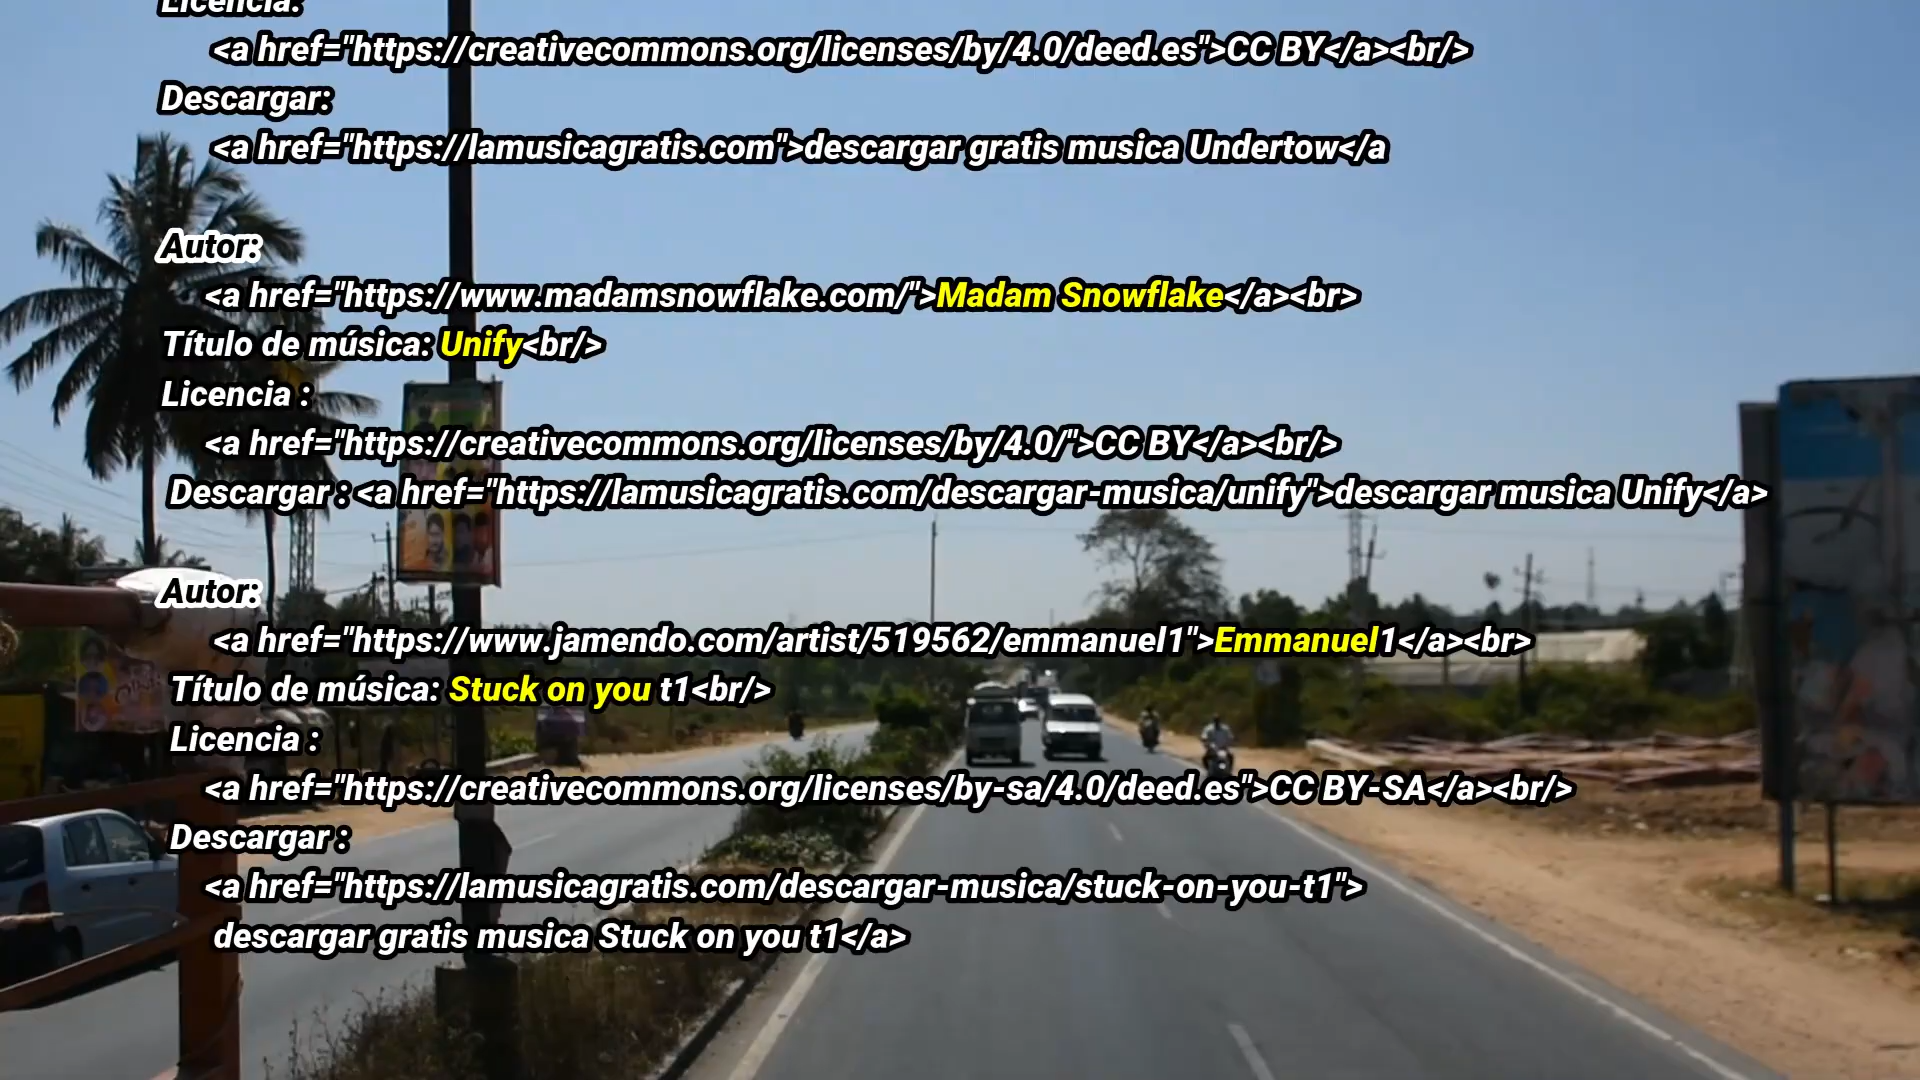 Licencia:
<a href="https://creativecommons.org/licenses/by/4.0/deed.es">CC BY</a><br/>
Descargar:
<a href="https://lamusicagratis.com">descargar gratis musica Undertow</a
Autor:
<a href="https://www.madamsnowflake.com/">Madam Snowflake</a><br>
Título de música: Unify<br/>
Licencia :
<a href="https://creativecommons.org/licenses/by/4.0/">CC BY</a><br/>
Descargar : <a href="https://lamusicagratis.com/descargar-musica/unify">descargar musica Unify</a>
Autor:
<a href="https://www.jamendo.com/artist/519562/emmanuel1">Emmanuel1</a><br>
Título de música: Stuck on you t1<br/>
Licencia :
<a href="https://creativecommons.org/licenses/by-sa/4.0/deed.es">CC BY-SA</a><br/>
Descargar :
<a href="https://lamusicagratis.com/descargar-musica/stuck-on-you-t1">
descargar gratis musica Stuck on you t1</a>